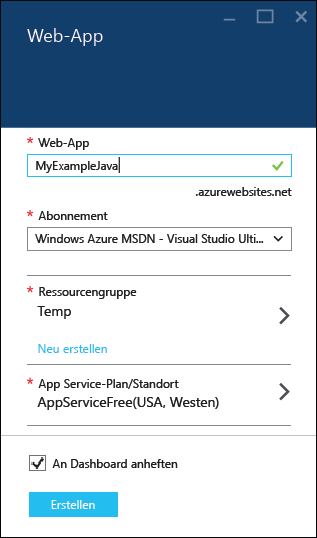 Web-App
* Web-App
MyExampleJava
.azurewebsites.net
* Abonnement
Windows Azure MSDN - Visual Studio Ulti...
* Ressourcengruppe
Temp
Neu erstellen
* App Service-Plan/Standort
AppServiceFree(USA, Westen)
An Dashboard anheften
Erstellen